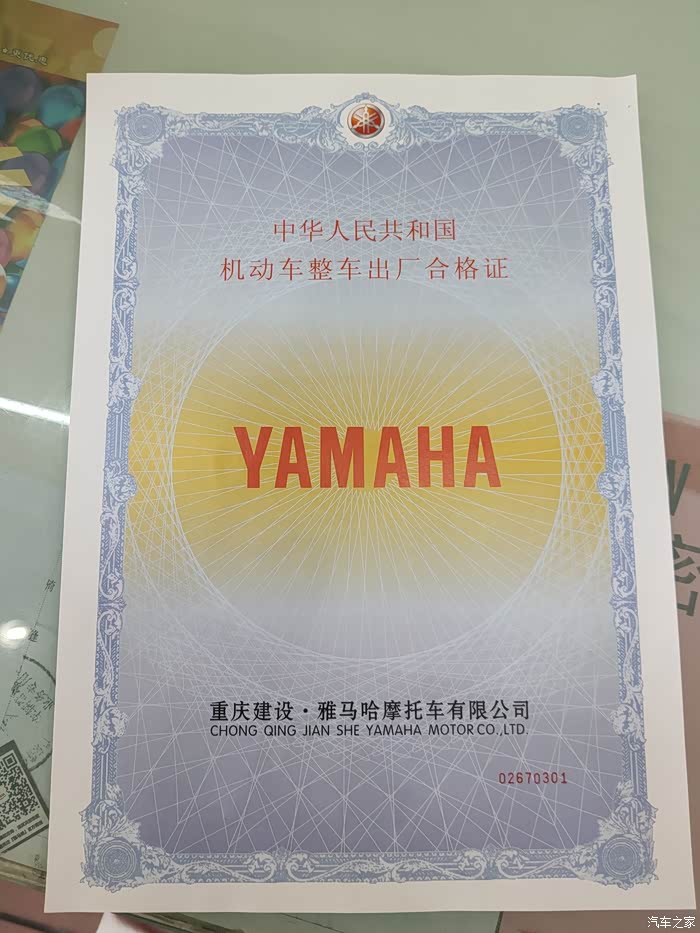 中华人民共和国
机动车整车出厂合格证
YAMAHA
重庆建设·雅马哈摩托车有限公司
CHONG QING JIAN SHE YAMAHA MOTOR CO.,LTD.
02670301
汽车之家